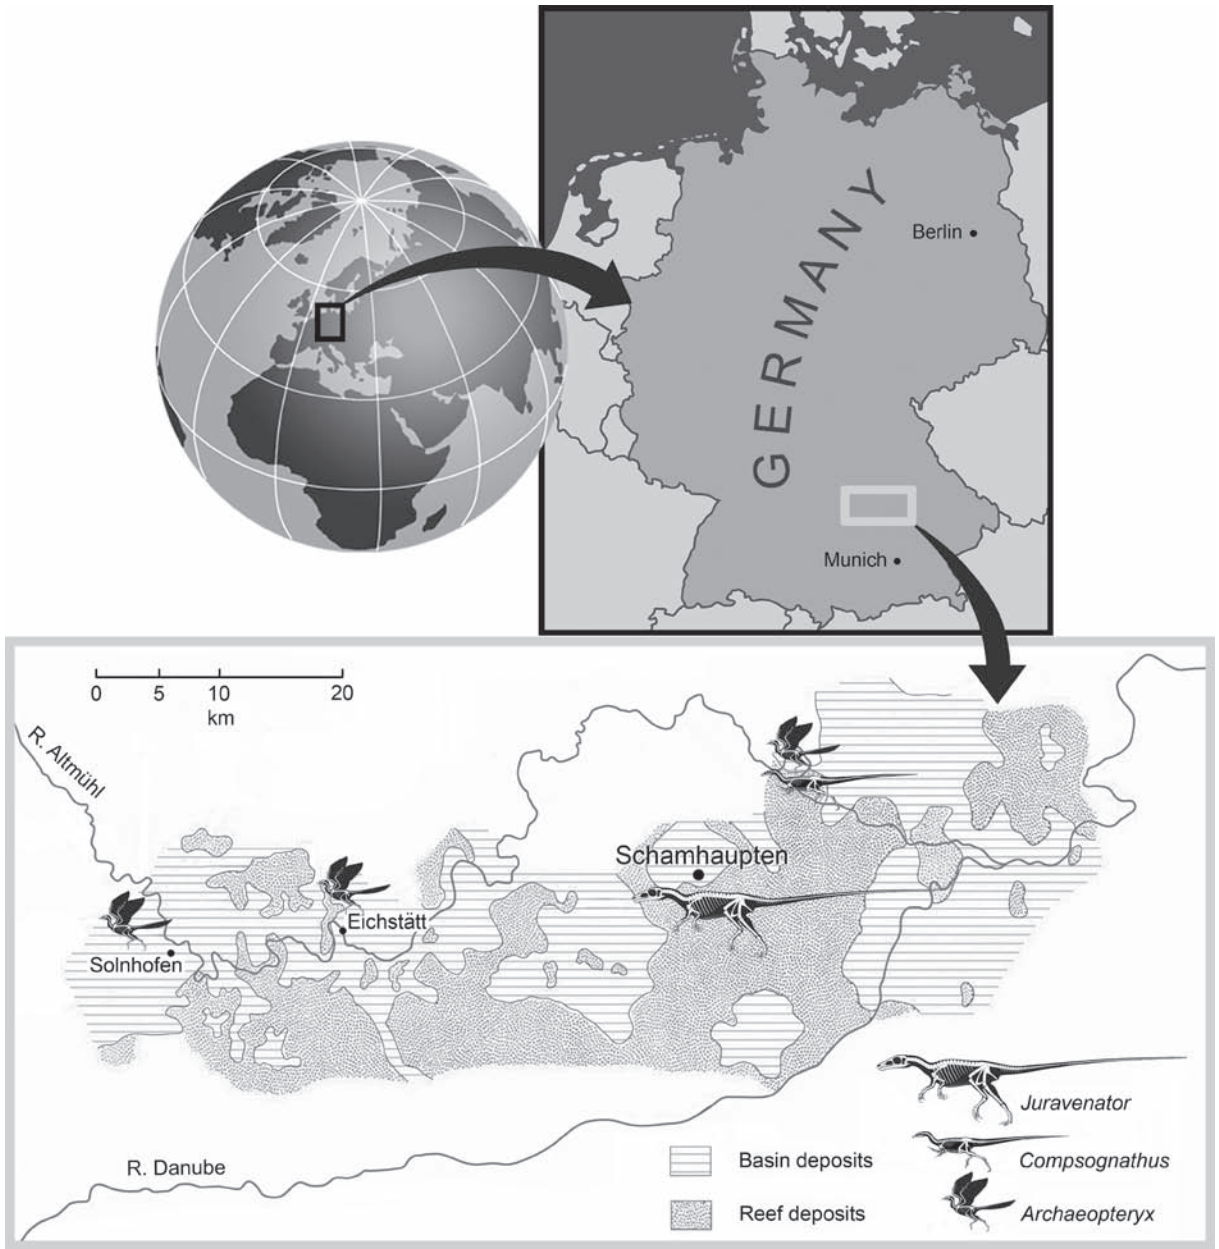 GERMANY
Berlin
Munich
0 5 10 20
km
R. Altmühl
Schamhaupten
Eichstätt
Solnhofen
R. Danube
Basin deposits
Reef deposits
Juravenator
Compsognathus
Archaeopteryx